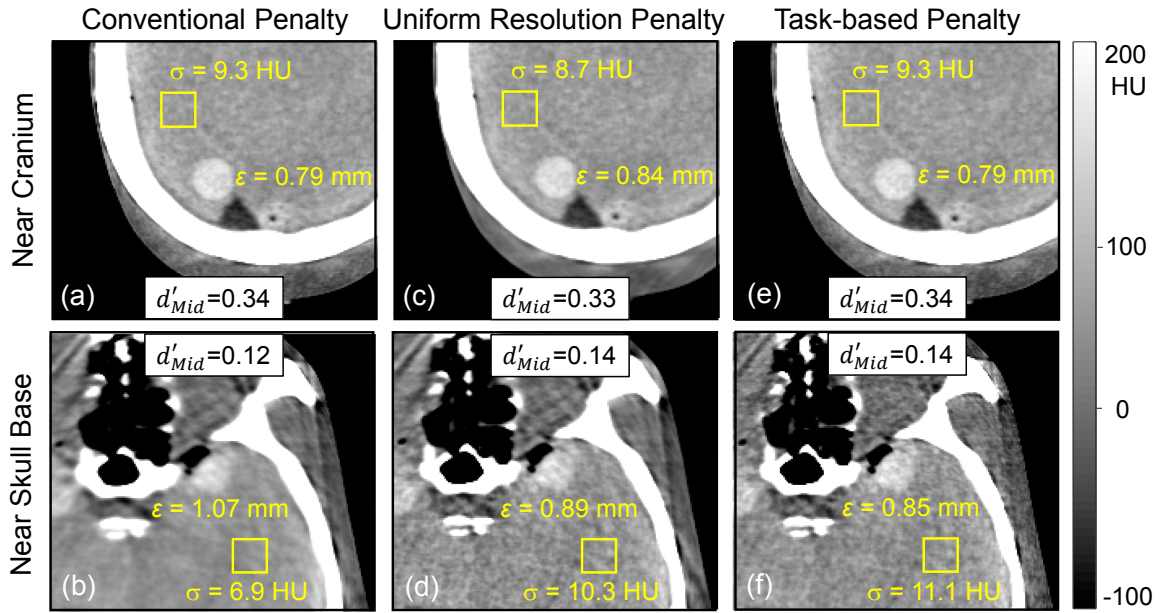 Conventional Penalty
Uniform Resolution Penalty
Task-based Penalty
Near Cranium
σ = 9.3 HU
ε = 0.79 mm
(a)
d′Mid=0.34
σ = 8.7 HU
ε = 0.84 mm
(c)
d′Mid=0.33
σ = 9.3 HU
ε = 0.79 mm
(e)
d′Mid=0.34
200
HU
100
0
-100
Near Skull Base
d′Mid=0.12
ε = 1.07 mm
(b)
σ = 6.9 HU
d′Mid=0.14
ε = 0.89 mm
(d)
σ = 10.3 HU
d′Mid=0.14
ε = 0.85 mm
(f)
σ = 11.1 HU